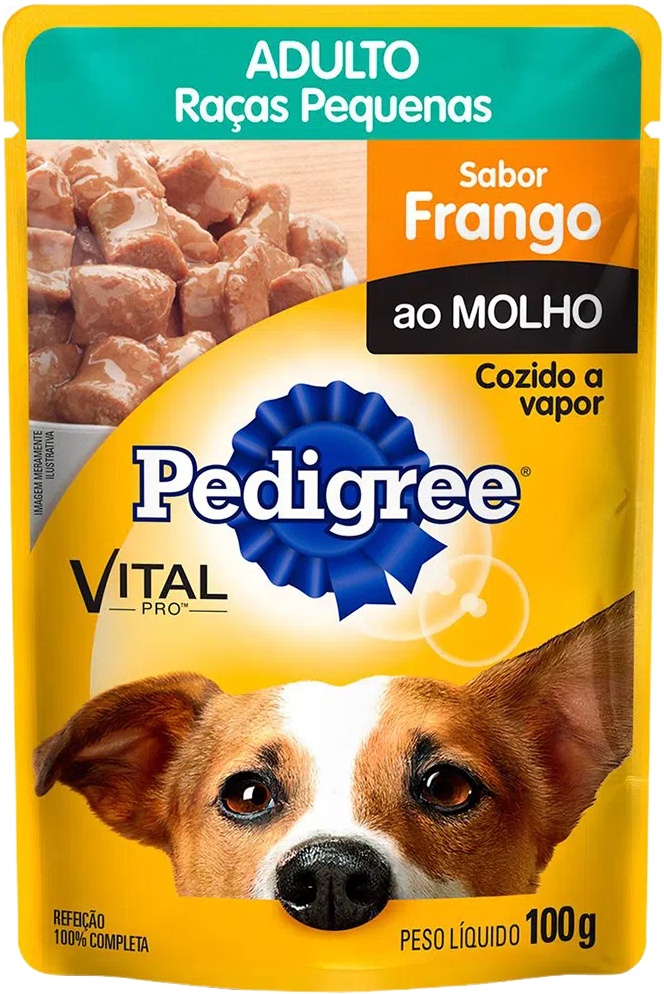 ADULTO
Raças Pequenas
Sabor
Frango
ao MOLHO
Cozido a
vapor
IMAGEM MERAMENTE
ILUSTRATIVA
Pedigree®
VITAL
PRO™
REFEIÇÃO
100% COMPLETA
PESO LÍQUIDO 100g